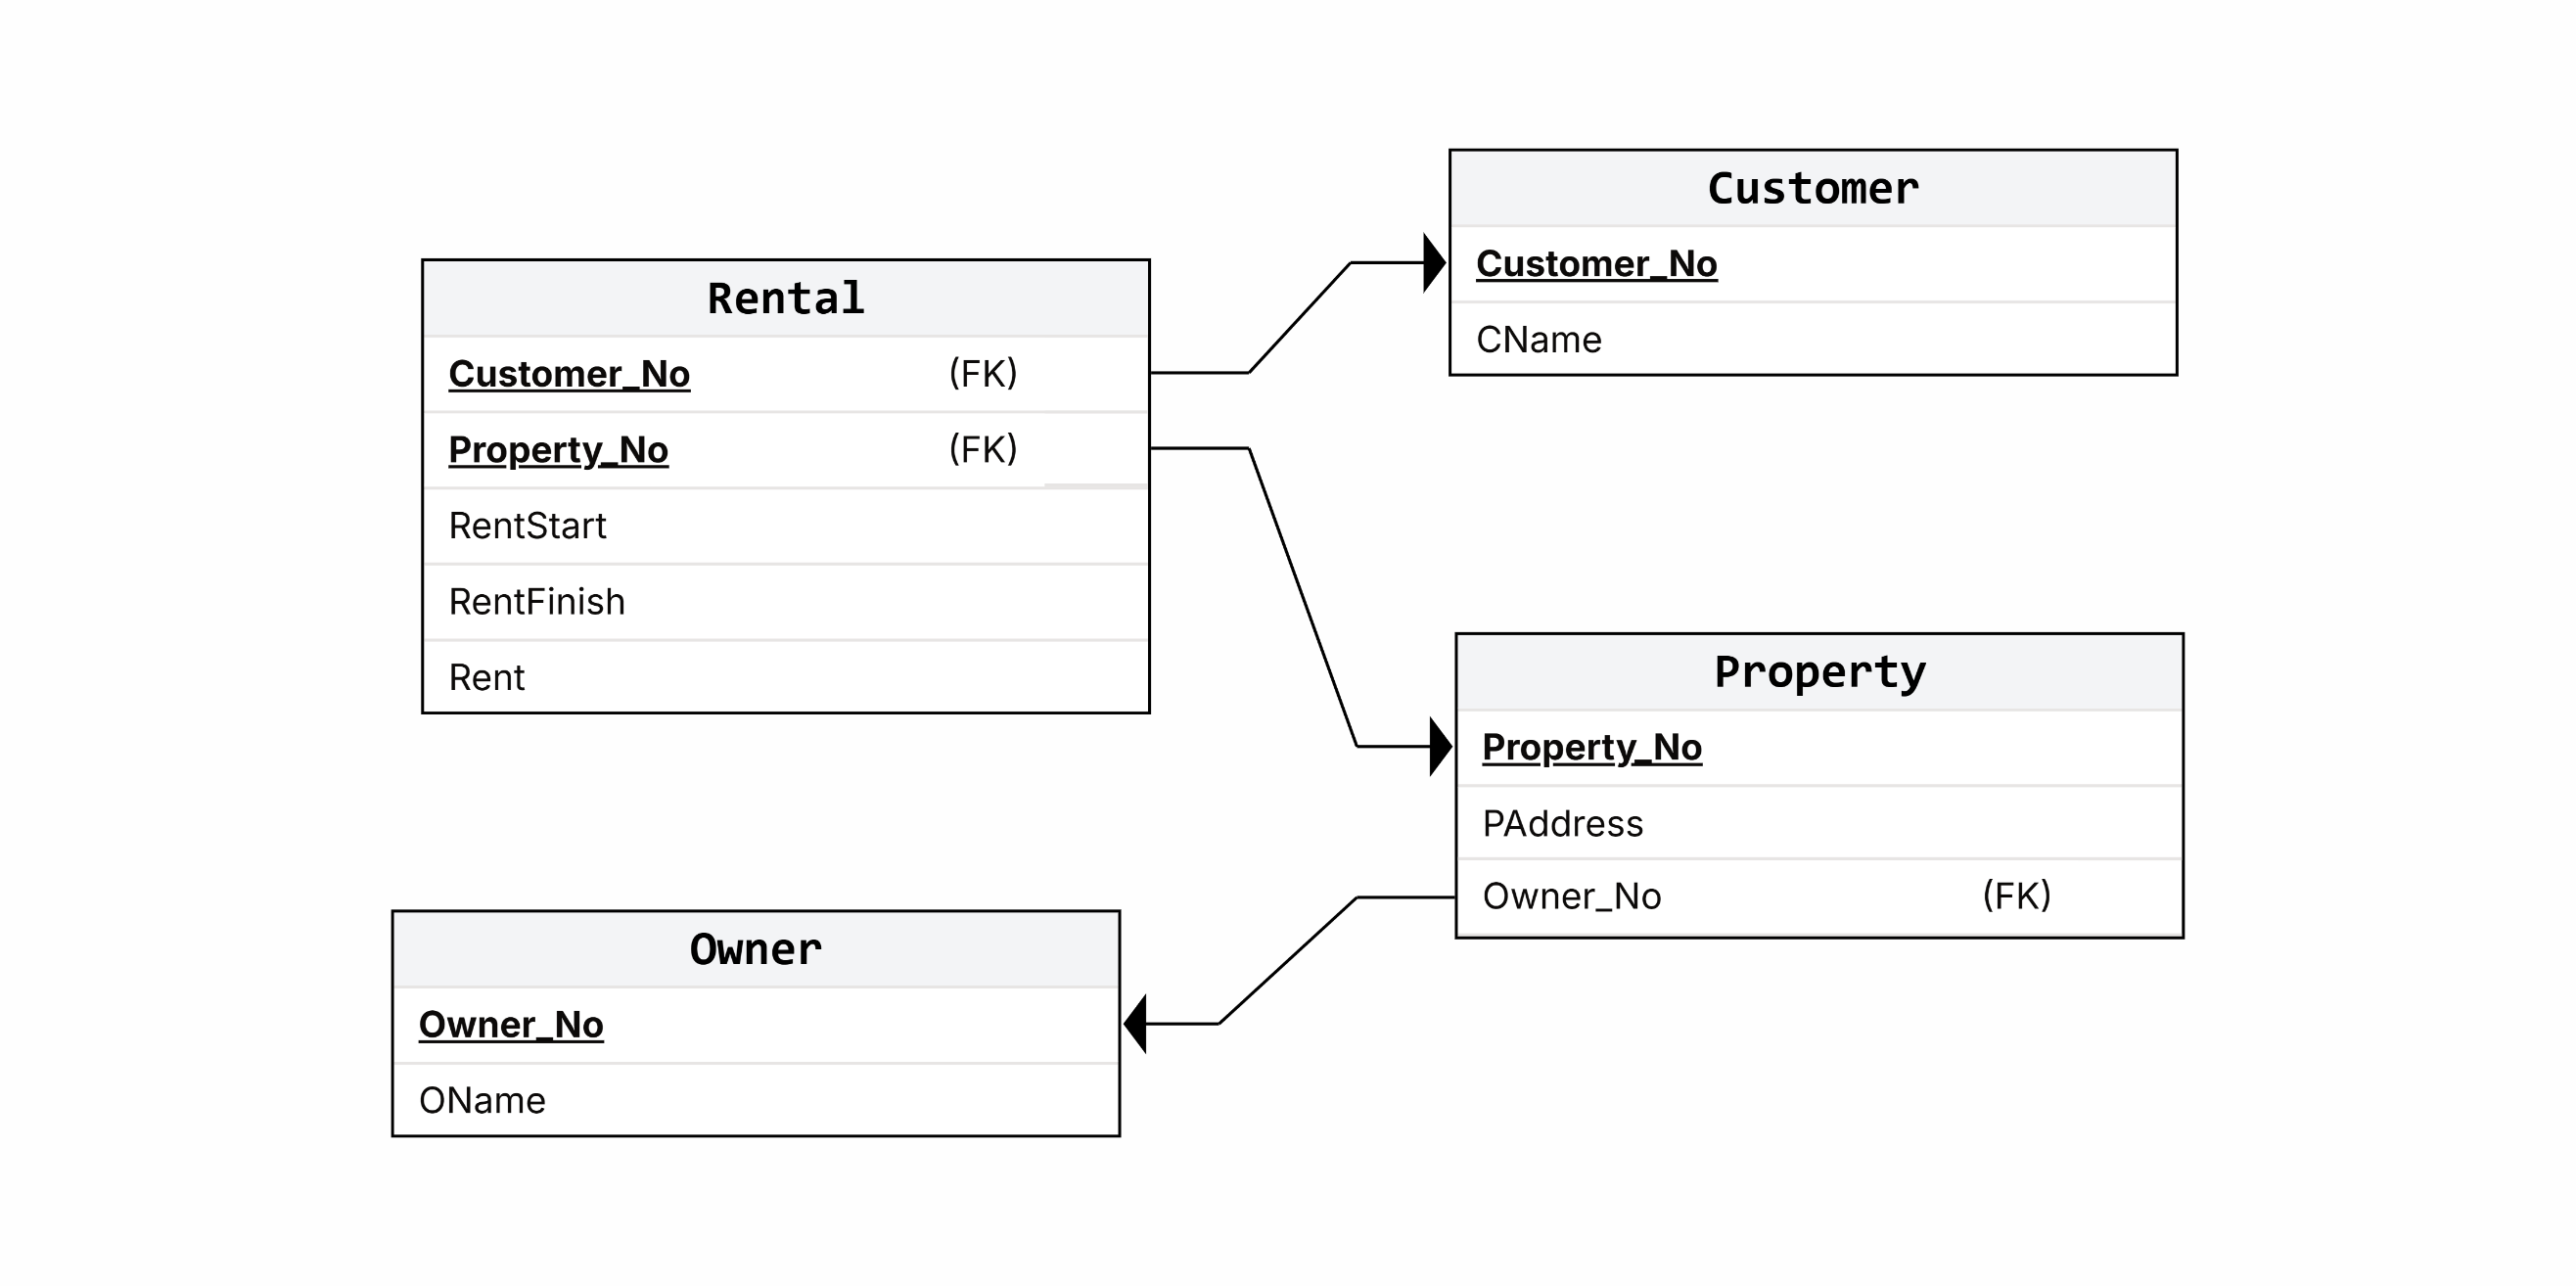 Rental
Customer_No (FK)
Property_No (FK)
RentStart
RentFinish
Rent
Customer
Customer_No
CName
Property
Property_No
PAddress
Owner_No (FK)
Owner
Owner_No
OName